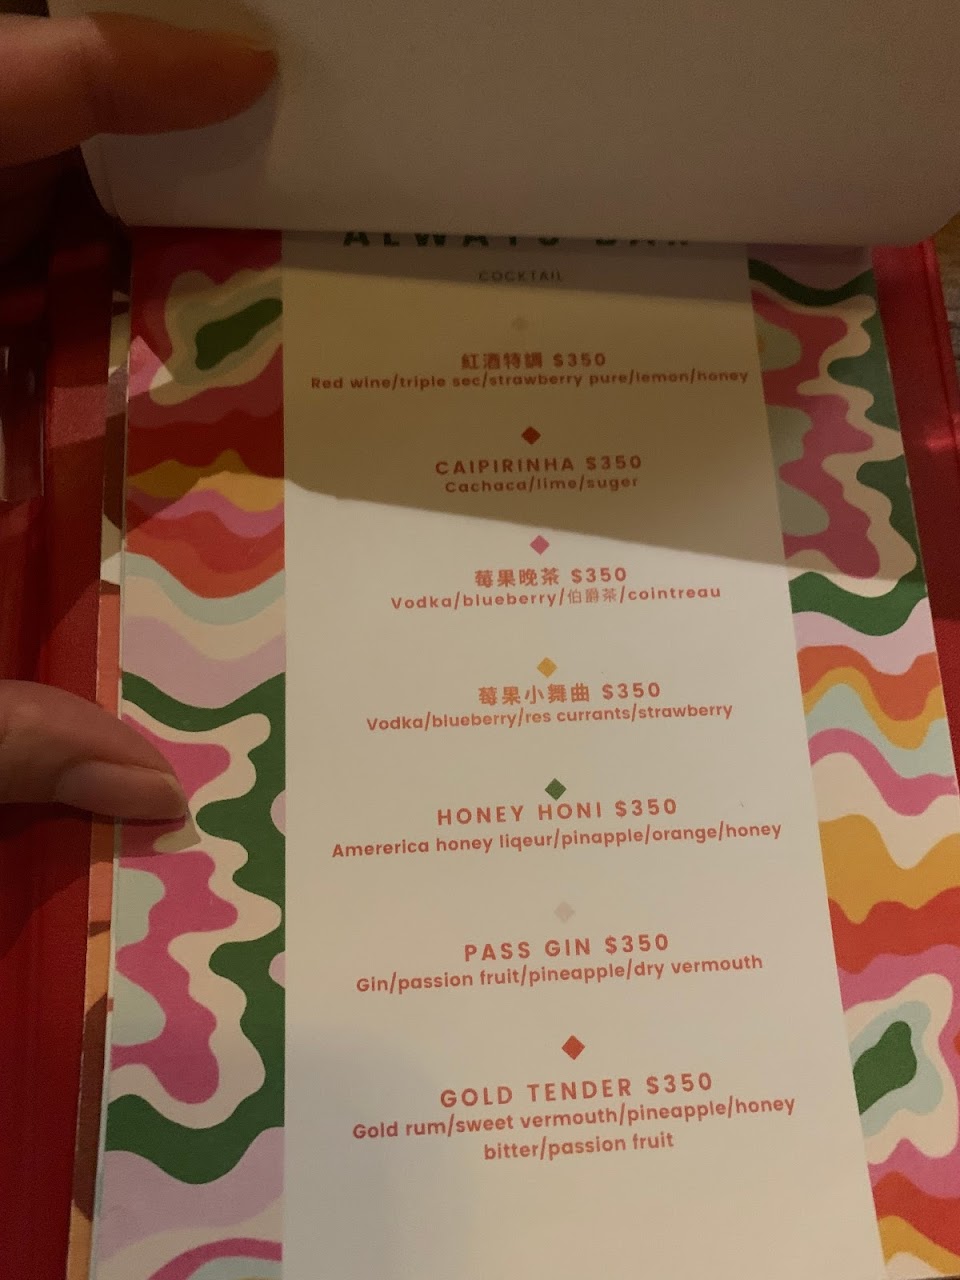 ALWAYS BAR
COCKTAIL
紅酒特調 $350
Red wine/triple sec/strawberry pure/lemon/honey
CAIPIRINHA $350
Cachaca/lime/suger
莓果晚茶 $350
Vodka/blueberry/伯爵茶/cointreau
莓果小舞曲 $350
Vodka/blueberry/res currants/strawberry
HONEY HONI $350
Amererica honey liqeur/pinapple/orange/honey
PASS GIN $350
Gin/passion fruit/pineapple/dry vermouth
GOLD TENDER $350
Gold rum/sweet vermouth/pineapple/honey
bitter/passion fruit